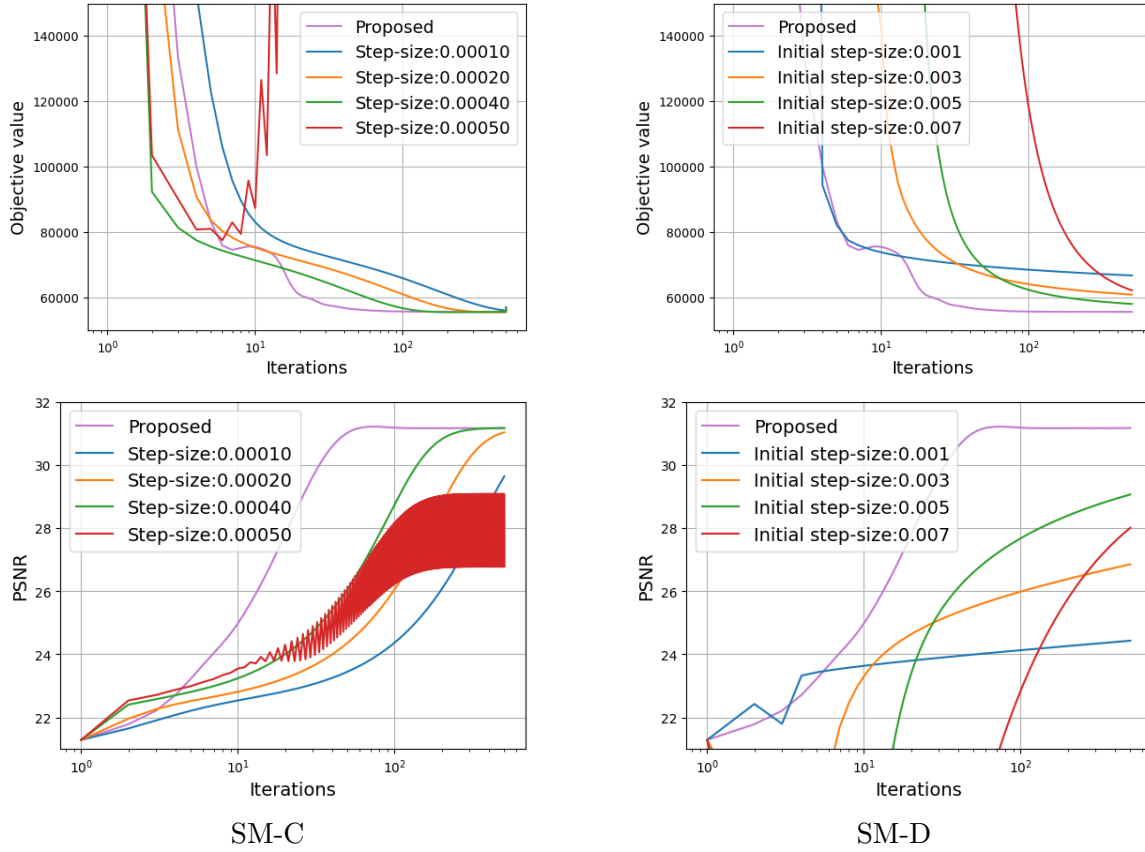 140000
120000
100000
80000
60000
Objective value
Proposed
Step-size:0.00010
Step-size:0.00020
Step-size:0.00040
Step-size:0.00050
10^0
10^1
10^2
Iterations
140000
120000
100000
80000
60000
Objective value
Proposed
Initial step-size:0.001
Initial step-size:0.003
Initial step-size:0.005
Initial step-size:0.007
10^0
10^1
10^2
Iterations
32
30
28
26
24
22
PSNR
Proposed
Step-size:0.00010
Step-size:0.00020
Step-size:0.00040
Step-size:0.00050
10^0
10^1
10^2
Iterations
SM-C
32
30
28
26
24
22
PSNR
Proposed
Initial step-size:0.001
Initial step-size:0.003
Initial step-size:0.005
Initial step-size:0.007
10^0
10^1
10^2
Iterations
SM-D